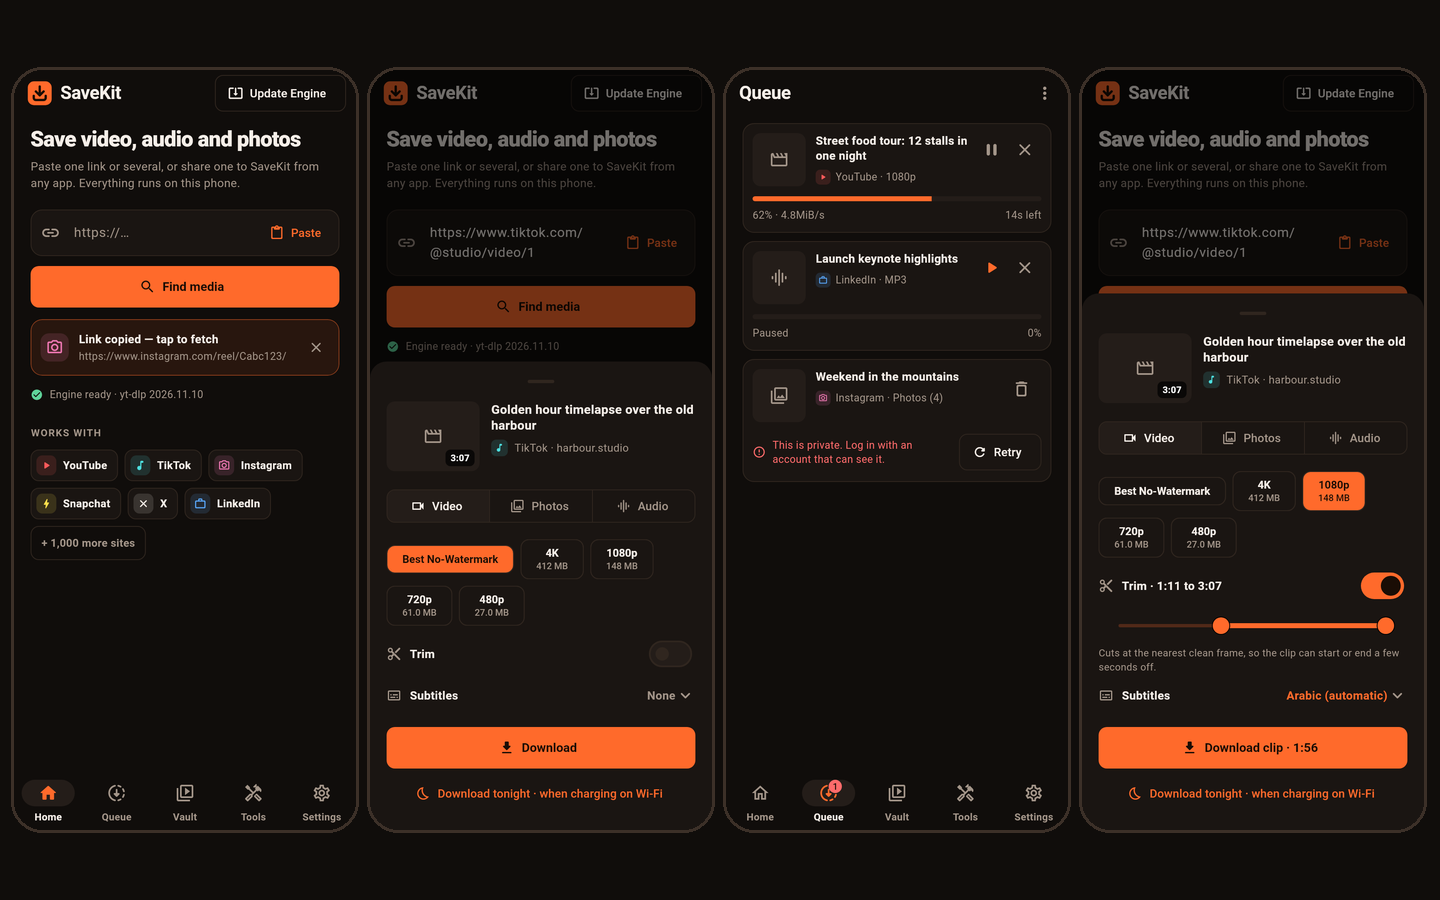 SaveKit
Update Engine
Save video, audio and photos
Paste one link or several, or share one to SaveKit from
any app. Everything runs on this phone.
https://...
Paste
Find media
Link copied — tap to fetch
https://www.instagram.com/reel/Cabc123/
Engine ready · yt-dlp 2026.11.10
WORKS WITH
YouTube
TikTok
Instagram
Snapchat
X
LinkedIn
+ 1,000 more sites
Home
Queue
Vault
Tools
Settings
SaveKit
Update Engine
Save video, audio and photos
Paste one link or several, or share one to SaveKit from
any app. Everything runs on this phone.
https://www.tiktok.com/
@studio/video/1
Paste
Find media
Engine ready · yt-dlp 2026.11.10
3:07
Golden hour timelapse over the old
harbour
TikTok · harbour.studio
Video
Photos
Audio
Best No-Watermark
4K
412 MB
1080p
148 MB
720p
61.0 MB
480p
27.0 MB
Trim
Subtitles
None
Download
Download tonight · when charging on Wi-Fi
Queue
Street food tour: 12 stalls in
one night
YouTube · 1080p
62% · 4.8MiB/s
14s left
Launch keynote highlights
LinkedIn · MP3
Paused
0%
Weekend in the mountains
Instagram · Photos (4)
This is private. Log in with an
account that can see it.
Retry
1
Home
Queue
Vault
Tools
Settings
SaveKit
Update Engine
Save video, audio and photos
Paste one link or several, or share one to SaveKit from
any app. Everything runs on this phone.
https://www.tiktok.com/
@studio/video/1
Paste
3:07
Golden hour timelapse over the old
harbour
TikTok · harbour.studio
Video
Photos
Audio
Best No-Watermark
4K
412 MB
1080p
148 MB
720p
61.0 MB
480p
27.0 MB
Trim · 1:11 to 3:07
Cuts at the nearest clean frame, so the clip can start or end a few
seconds off.
Subtitles
Arabic (automatic)
Download clip · 1:56
Download tonight · when charging on Wi-Fi